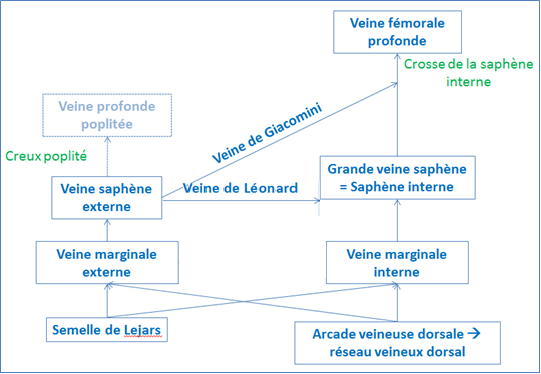 Veine fémorale
profonde
Crosse de la saphène
interne
Veine profonde
poplitée
Veine de Giacomini
Creux poplité
Grande veine saphène
= Saphène interne
Veine saphène
externe
Veine de Léonard
Veine marginale
externe
Veine marginale
interne
Semelle de Lejars
Arcade veineuse dorsale →
réseau veineux dorsal